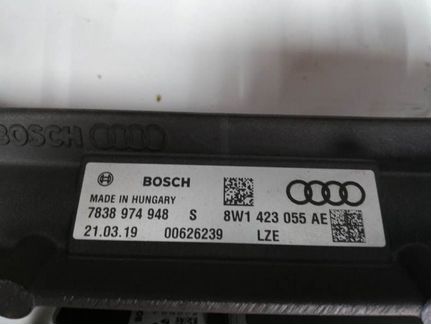 BOSCH
BOSCH
MADE IN HUNGARY
7838 974 948 S 8W1 423 055 AE
21.03.19 00626239 LZE